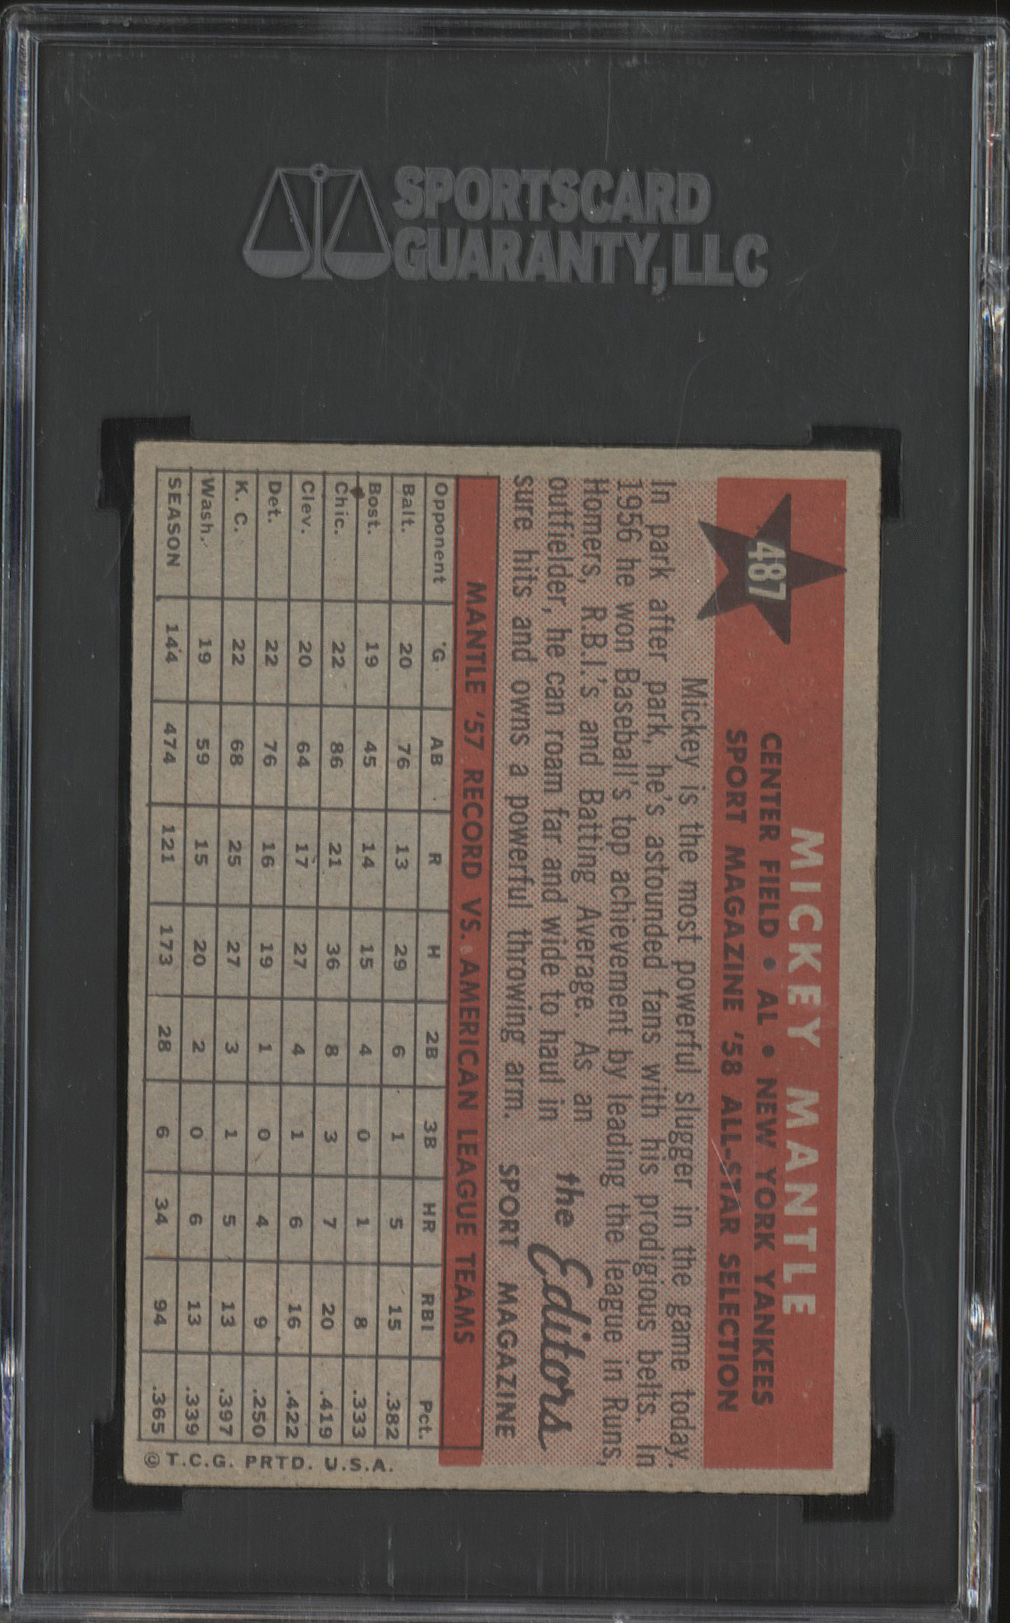 SPORTSCARD
GUARANTY, LLC
487
MICKEY MANTLE
CENTER FIELD • AL • NEW YORK YANKEES
SPORT MAGAZINE '58 ALL-STAR SELECTION
Mickey is the most powerful slugger in the game today.
In park after park, he's astounded fans with his prodigious belts. In
1956 he won Baseball's top achievement by leading the league in Runs,
Homers, R.B.I.'s and Batting Average. As an
outfielder, he can roam far and wide to haul in
sure hits and owns a powerful throwing arm.
the Editors
SPORT MAGAZINE
MANTLE '57 RECORD VS. AMERICAN LEAGUE TEAMS
Opponent G AB R H 2B 3B HR RBI Pct.
Balt. 20 76 13 29 6 1 5 15 .382
Bost. 19 45 14 15 4 0 1 8 .333
Chic. 22 86 21 36 8 3 7 20 .419
Clev. 20 64 17 27 4 1 6 16 .422
Det. 22 76 16 19 1 0 4 9 .250
K. C. 22 68 25 27 3 1 5 13 .397
Wash. 19 59 15 20 2 0 6 13 .339
SEASON 144 474 121 173 28 6 34 94 .365
© T.C.G. PRTD. U.S.A.